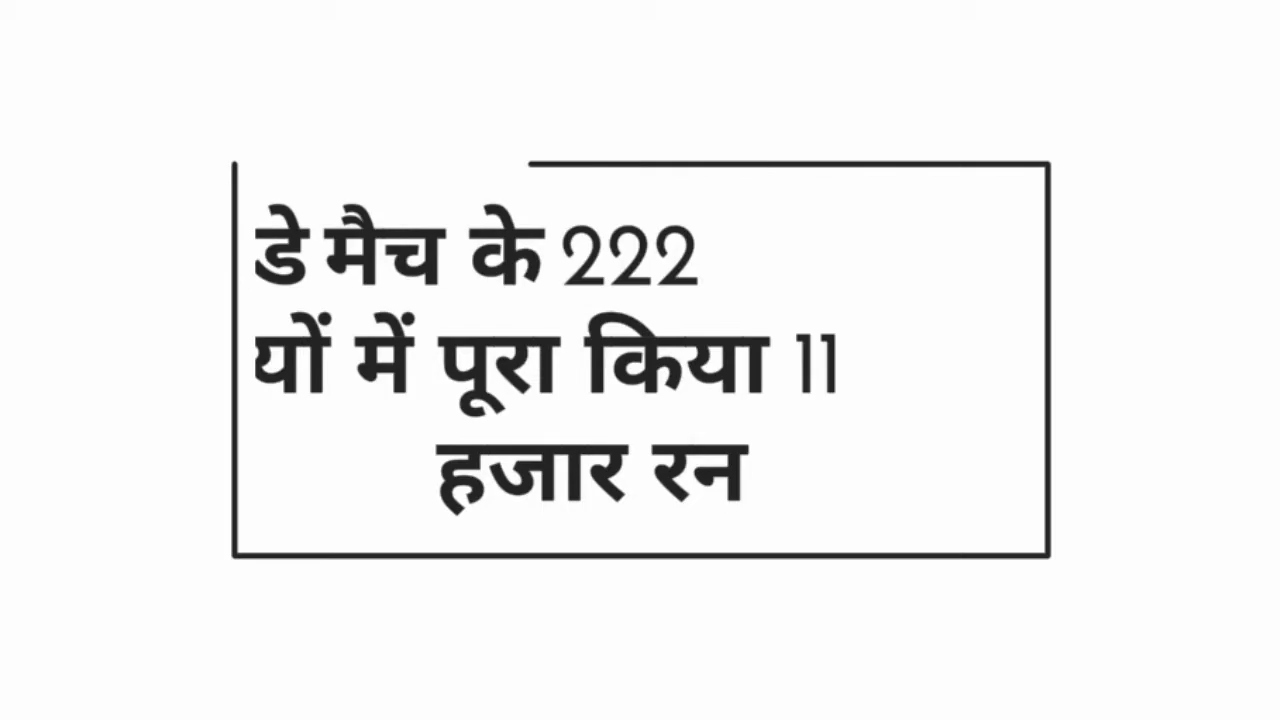 डे मैच के 222
यों में पूरा किया 11
हजार रन